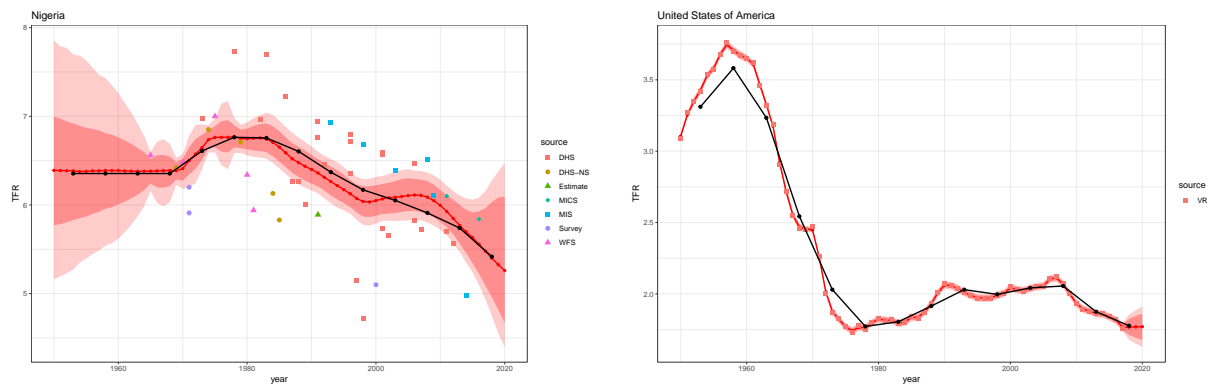 Nigeria
8
7
6
5
TFR
1960
1980
2000
2020
year
source
DHS
DHS-NS
Estimate
MICS
MIS
Survey
WFS
United States of America
3.5
3.0
2.5
2.0
TFR
1960
1980
2000
2020
year
source
VR